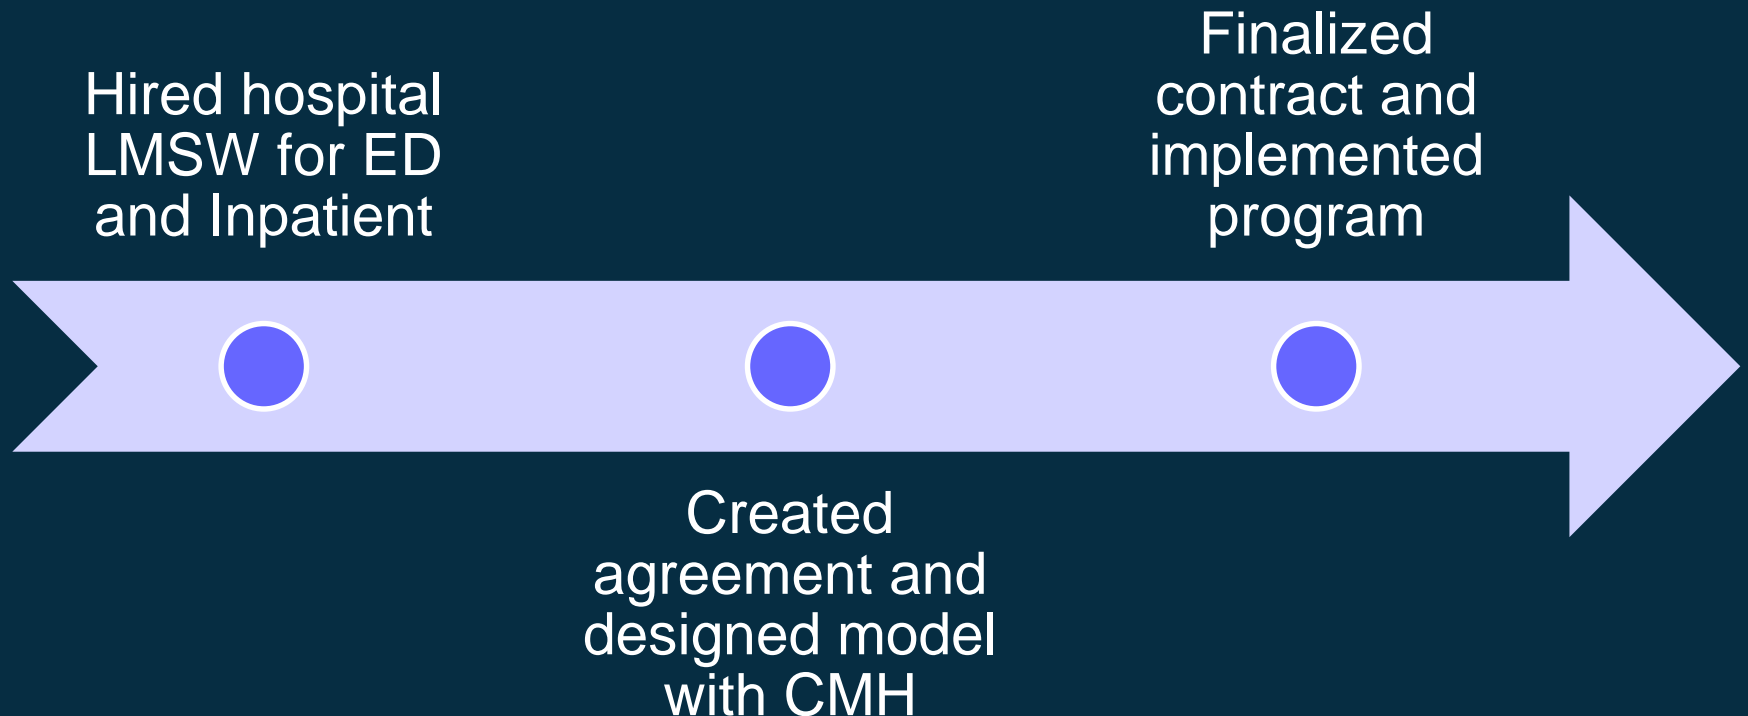 Hired hospital
LMSW for ED
and Inpatient
Created
agreement and
designed model
with CMH
Finalized
contract and
implemented
program